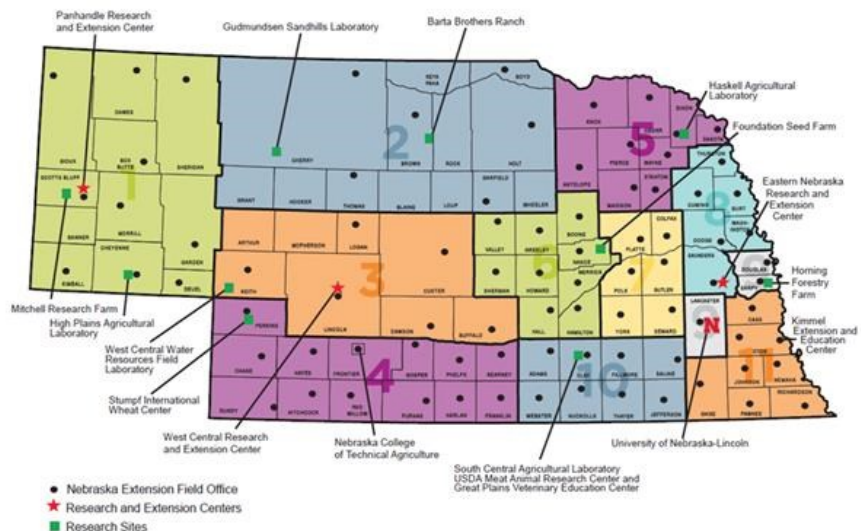 Panhandle Research
and Extension Center
Gudmundsen Sandhills Laboratory
Barta Brothers Ranch
Haskell Agricultural
Laboratory
Foundation Seed Farm
Eastern Nebraska
Research and
Extension
Center
Horning
Forestry
Farm
Kimmel Extension and
Education
Center
University of Nebraska-Lincoln
South Central Agricultural Laboratory
USDA Meat Animal Research Center and
Great Plains Veterinary Education Center
Nebraska College
of Technical Agriculture
West Central Research
and Extension Center
Stumpf International
Wheat Center
West Central Water
Resources Field
Laboratory
High Plains Agricultural
Laboratory
Mitchell Research Farm
1
SIOUX
DAWES
BOX
BUTTE
SHERIDAN
SCOTTS BLUFF
BANNER
MORRILL
CHEYENNE
GARDEN
KIMBALL
DEUEL
2
CHERRY
KEYA
PAHA
BOYD
BROWN
ROCK
HOLT
GRANT
HOOKER
THOMAS
BLAINE
LOUP
GARFIELD
WHEELER
3
ARTHUR
MCPHERSON
LOGAN
KEITH
LINCOLN
CUSTER
DAWSON
BUFFALO
4
PERKINS
CHASE
HAYES
FRONTIER
GOSPER
PHELPS
KEARNEY
DUNDY
HITCHCOCK
RED
WILLOW
FURNAS
HARLAN
FRANKLIN
5
KNOX
CEDAR
DIXON
DAKOTA
PIERCE
WAYNE
ANTELOPE
MADISON
STANTON
6
VALLEY
GREELEY
BOONE
NANCE
MERRICK
SHERMAN
HOWARD
HALL
HAMILTON
7
PLATTE
COLFAX
POLK
BUTLER
YORK
SEWARD
8
THURSTON
CUMING
BURT
DODGE
WASH-
INGTON
SAUNDERS
9
DOUGLAS
SARPY
LANCASTER
9
N
10
ADAMS
CLAY
FILLMORE
SALINE
WEBSTER
NUCKOLLS
THAYER
JEFFERSON
11
CASS
OTOE
JOHNSON
NEMAHA
GAGE
PAWNEE
RICHARDSON
Nebraska Extension Field Office
Research and Extension Centers
Research Sites